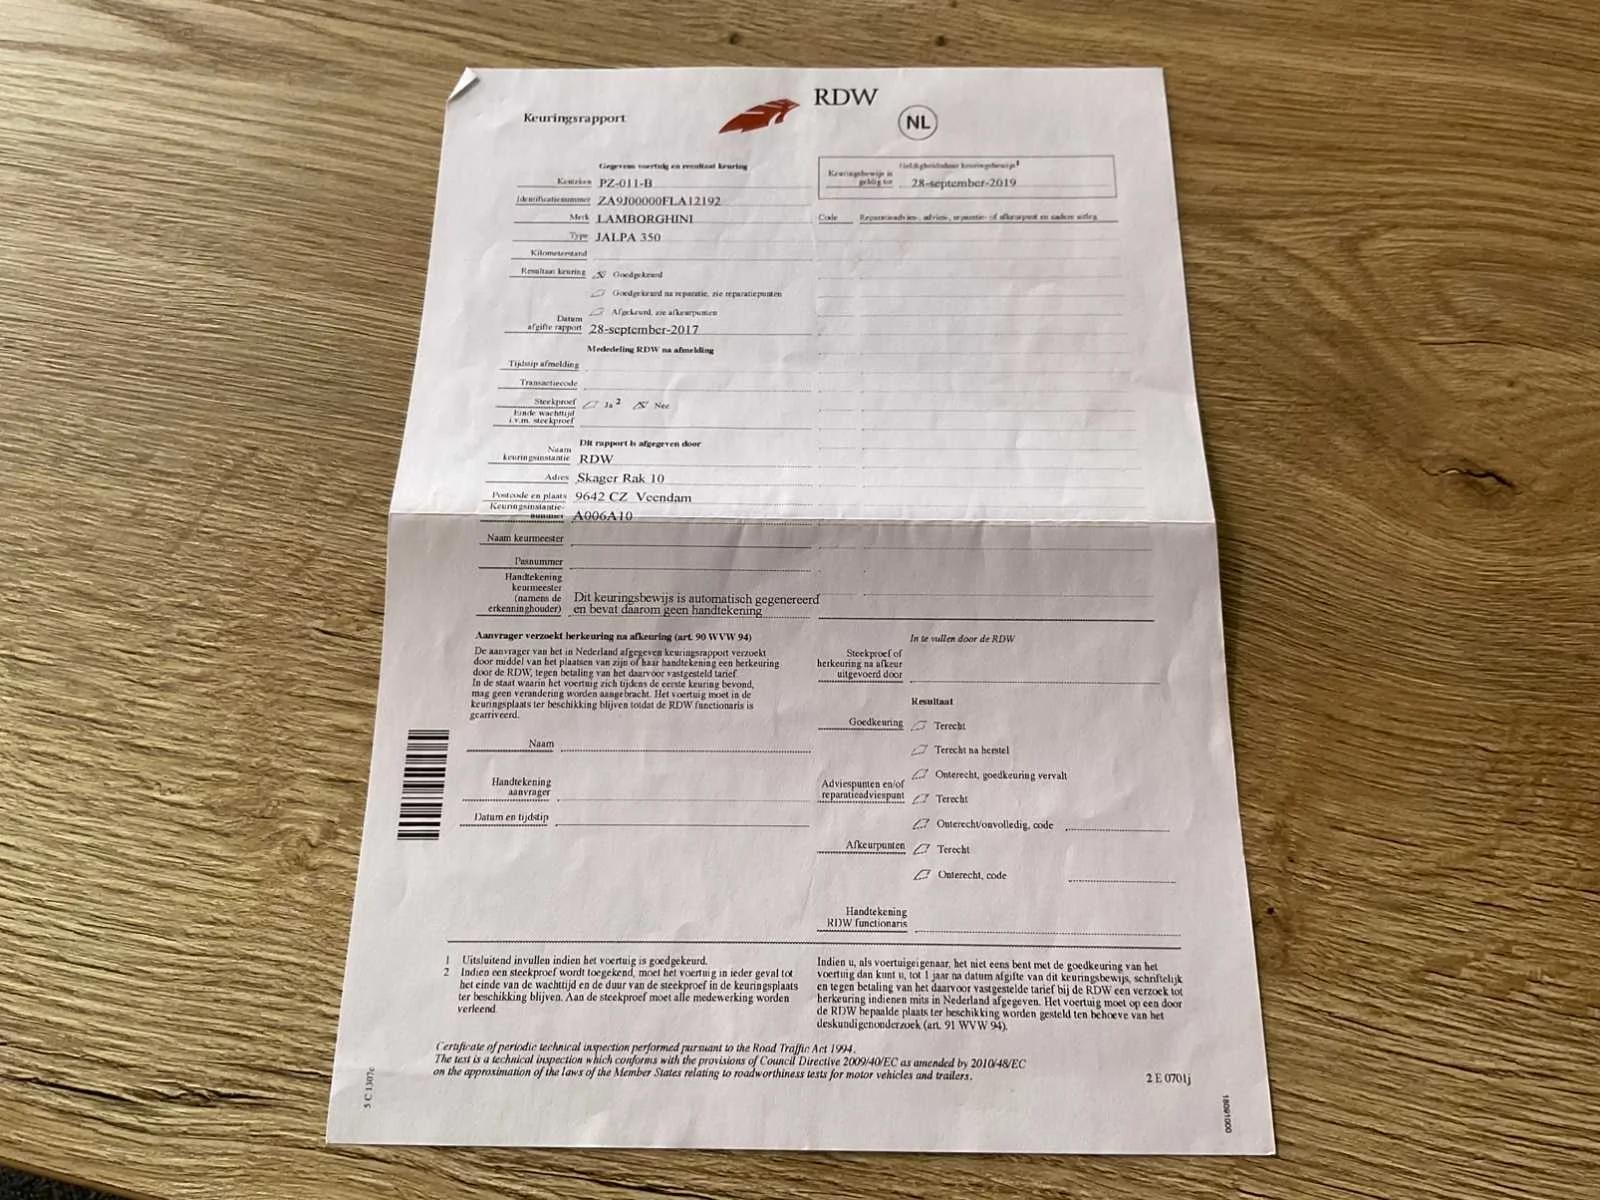 Keuringsrapport
RDW
NL
Gegevens voertuig en resultaat keuring
Kenteken PZ-011-B
Identificatienummer ZA9J00000FLA12192
Merk LAMBORGHINI
Type JALPA 350
Kilometerstand
Resultaat keuring Goedgekeurd
Goedgekeurd na reparatie, zie reparatiepunten
Afgekeurd, zie afkeurpunten
Datum
afgifte rapport 28-september-2017
Geldigheidsduur keuringsbewijs 1
Keuringsbewijs is
geldig tot 28-september-2019
Code Reparatieadvies-, advies-, reparatie- of afkeurpunt en nadere uitleg
Mededeling RDW na afmelding
Tijdstip afmelding
Transactiecode
Steekproef Ja 2 Nee
Einde wachttijd
i.v.m. steekproef
Dit rapport is afgegeven door
Naam
keuringsinstantie RDW
Adres Skager Rak 10
Postcode en plaats 9642 CZ Veendam
Keuringsinstantie-
nummer A006A10
Naam keurmeester
Pasnummer
Handtekening
keurmeester
(namens de
erkenninghouder)
Dit keuringsbewijs is automatisch gegenereerd
en bevat daarom geen handtekening
Aanvrager verzoekt herkeuring na afkeuring (art. 90 WVW 94)
De aanvrager van het in Nederland afgegeven keuringsrapport verzoekt
door middel van het plaatsen van zijn of haar handtekening een herkeuring
door de RDW, tegen betaling van het daarvoor vastgesteld tarief.
In de staat waarin het voertuig zich tijdens de eerste keuring bevond,
mag geen verandering worden aangebracht. Het voertuig moet in de
keuringsplaats ter beschikking blijven totdat de RDW functionaris is
gearriveerd.
Naam
Handtekening
aanvrager
Datum en tijdstip
In te vullen door de RDW
Steekproef of
herkeuring na afkeur
uitgevoerd door
Resultaat
Goedkeuring Terecht
Terecht na herstel
Onterecht, goedkeuring vervalt
Adviespunten en/of
reparatieadviespunt Terecht
Onterecht/onvolledig, code
Afkeurpunten Terecht
Onterecht, code
Handtekening
RDW functionaris
1 Uitsluitend invullen indien het voertuig is goedgekeurd.
2 Indien een steekproef wordt toegekend, moet het voertuig in ieder geval tot
het einde van de wachttijd en de duur van de steekproef in de keuringsplaats
ter beschikking blijven. Aan de steekproef moet alle medewerking worden
verleend.
Indien u, als voertuigeigenaar, het niet eens bent met de goedkeuring van het
voertuig dan kunt u, tot 1 jaar na datum afgifte van dit keuringsbewijs, schriftelijk
en tegen betaling van het daarvoor vastgestelde tarief bij de RDW een verzoek tot
herkeuring indienen mits in Nederland afgegeven. Het voertuig moet op een door
de RDW bepaalde plaats ter beschikking worden gesteld ten behoeve van het
deskundigenonderzoek (art. 91 WVW 94).
Certificate of periodic technical inspection performed pursuant to the Road Traffic Act 1994.
The test is a technical inspection which conforms with the provisions of Council Directive 2009/40/EC as amended by 2010/48/EC
on the approximation of the laws of the Member States relating to roadworthiness tests for motor vehicles and trailers.
2 E 0701j
5 C 1307c
18091000